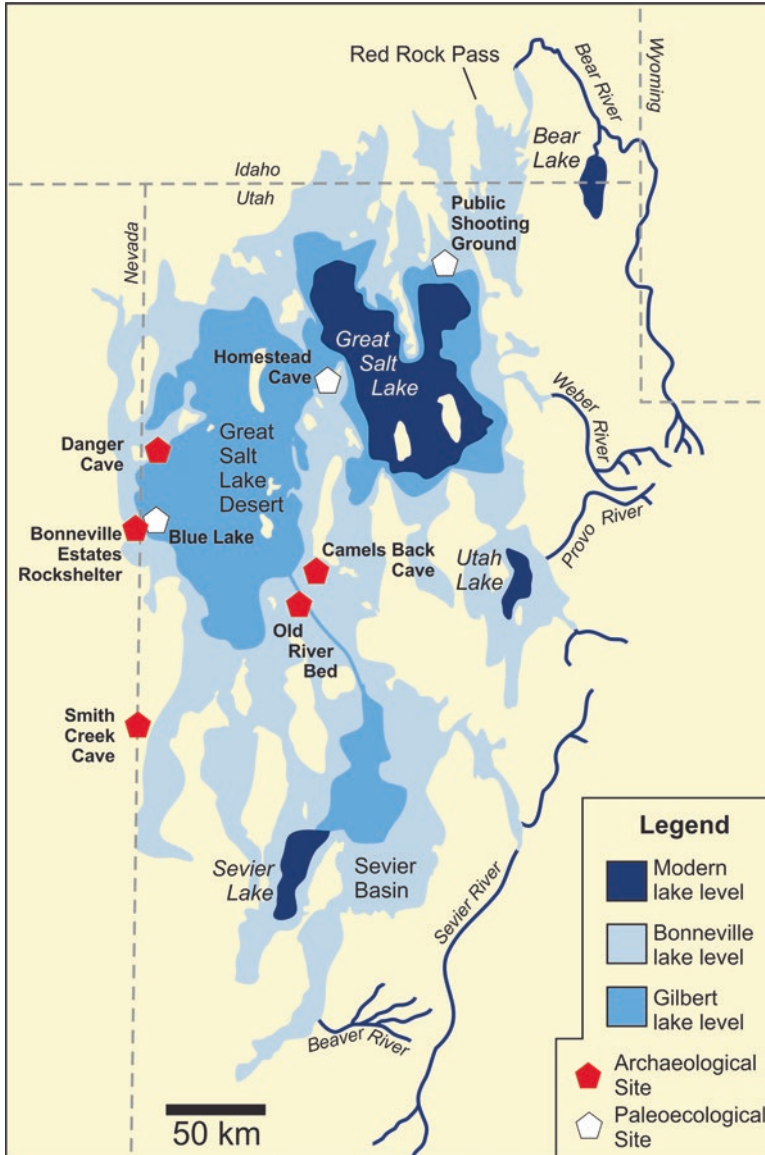 Red Rock Pass
Bear River
Wyoming
Bear
Lake
Idaho
Utah
Public
Shooting
Ground
Nevada
Great
Salt
Lake
Homestead
Cave
Weber River
Danger
Cave
Great
Salt
Lake
Desert
Provo River
Bonneville
Estates
Rockshelter
Blue Lake
Camels Back
Cave
Utah
Lake
Old
River
Bed
Smith
Creek
Cave
Sevier
Lake
Sevier
Basin
Sevier River
Beaver River
50 km
Legend
Modern
lake level
Bonneville
lake level
Gilbert
lake level
Archaeological
Site
Paleoecological
Site